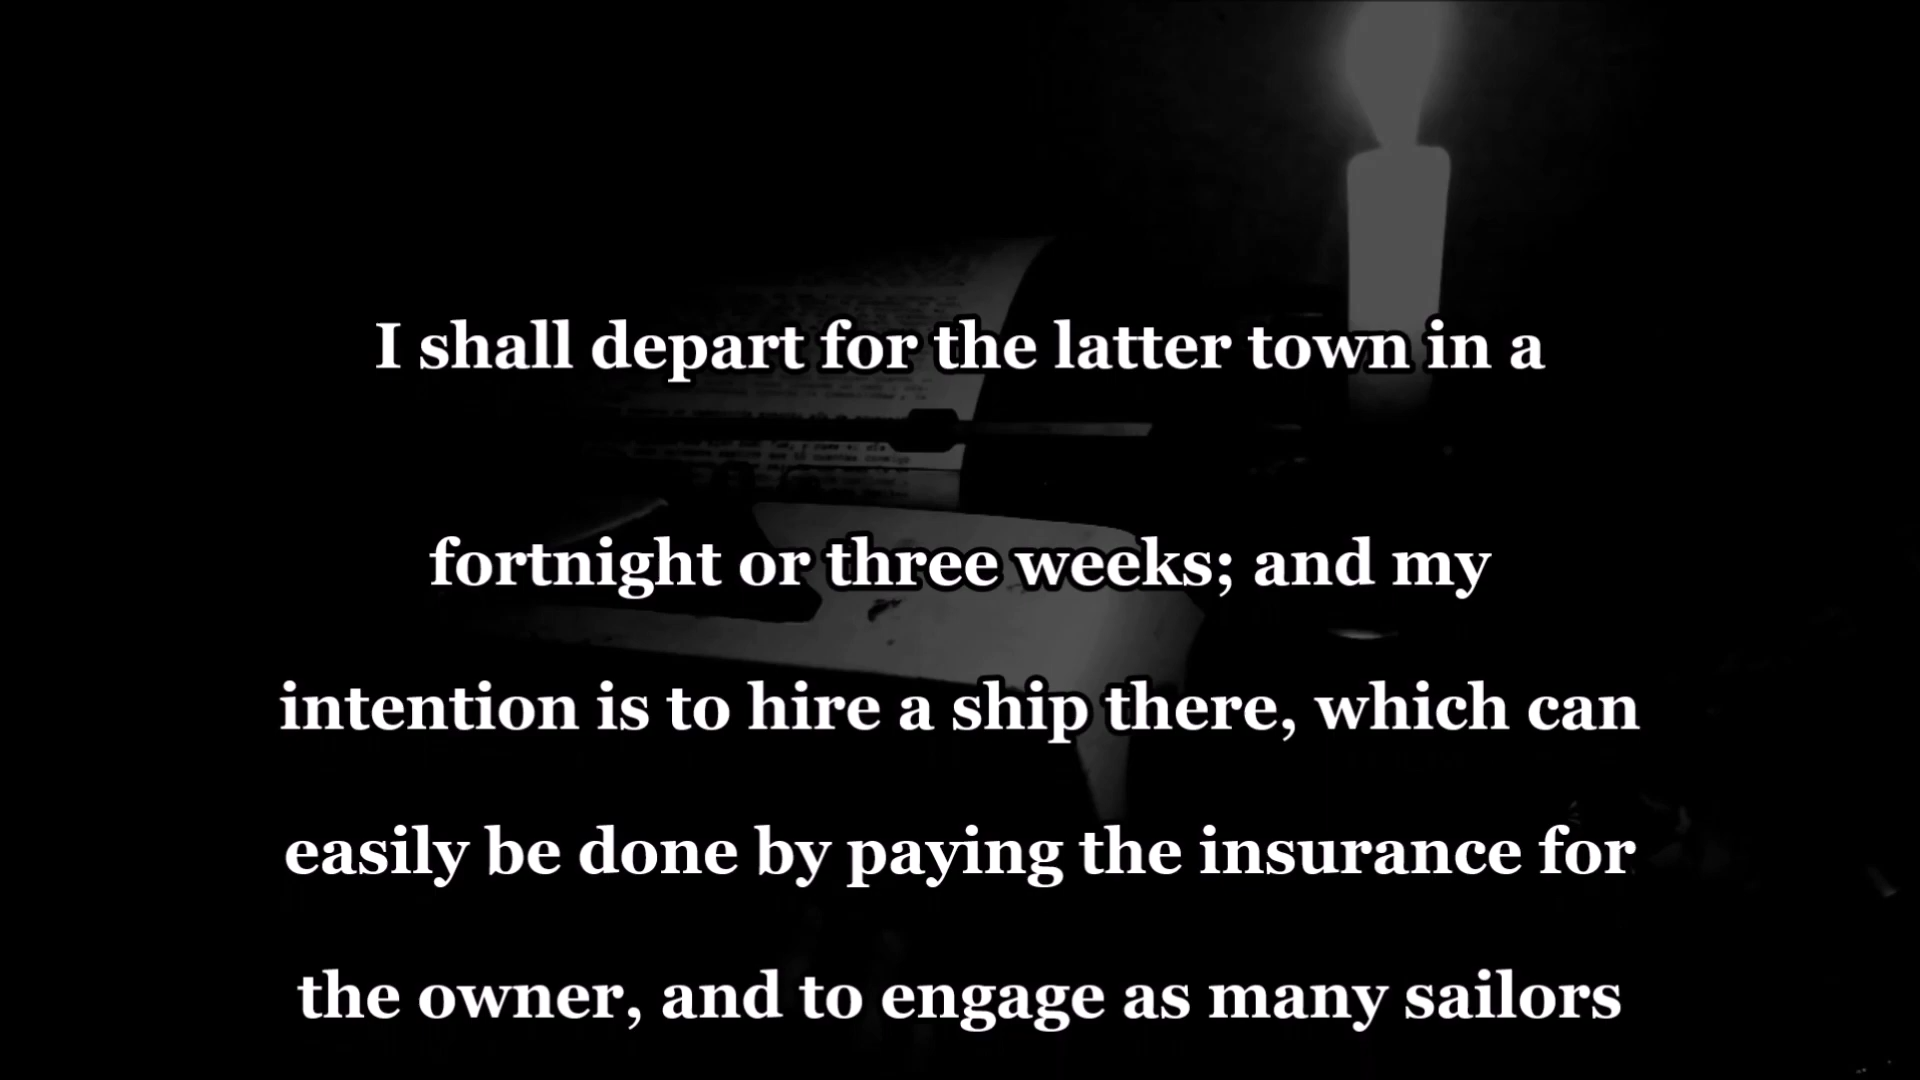 I shall depart for the latter town in a
fortnight or three weeks; and my
intention is to hire a ship there, which can
easily be done by paying the insurance for
the owner, and to engage as many sailors